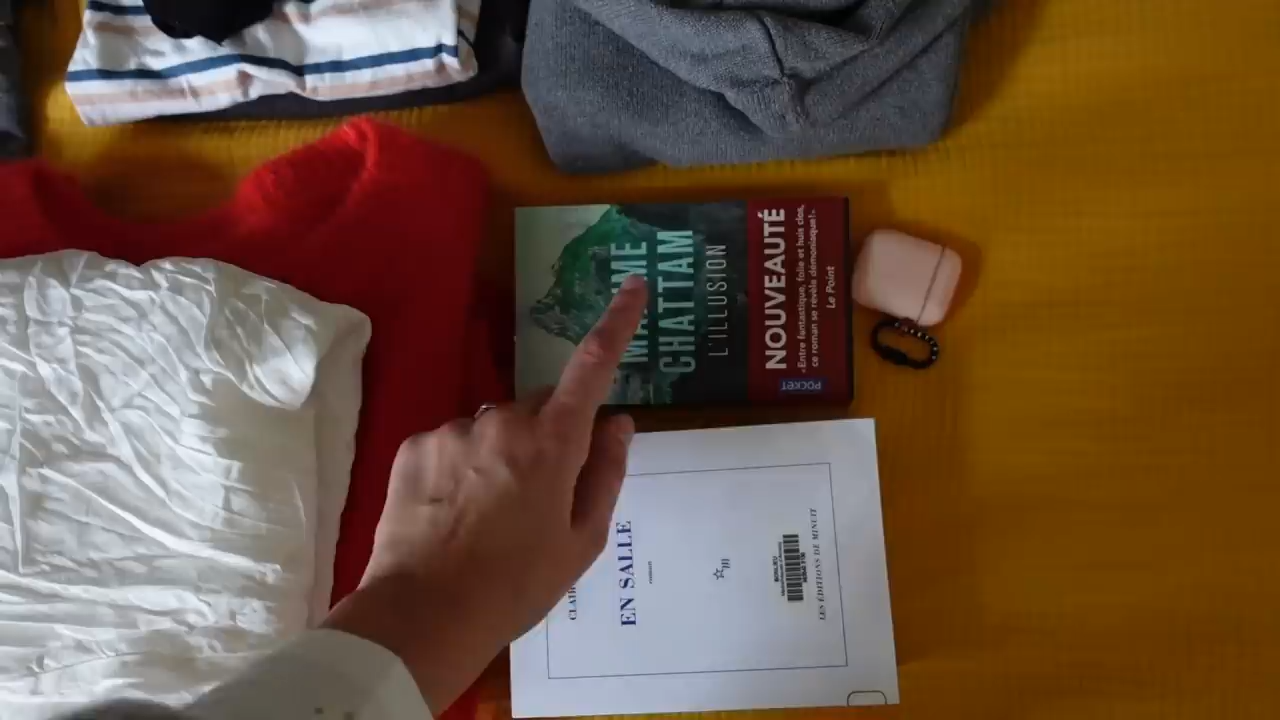 CHATTAM
L'ILLUSION
NOUVEAUTÉ
«Entre fantastique, folie et huis clos,
ce roman se révèle démoniaque!»
Le Point
POCKET
EN SALLE
roman
LES ÉDITIONS DE MINUIT